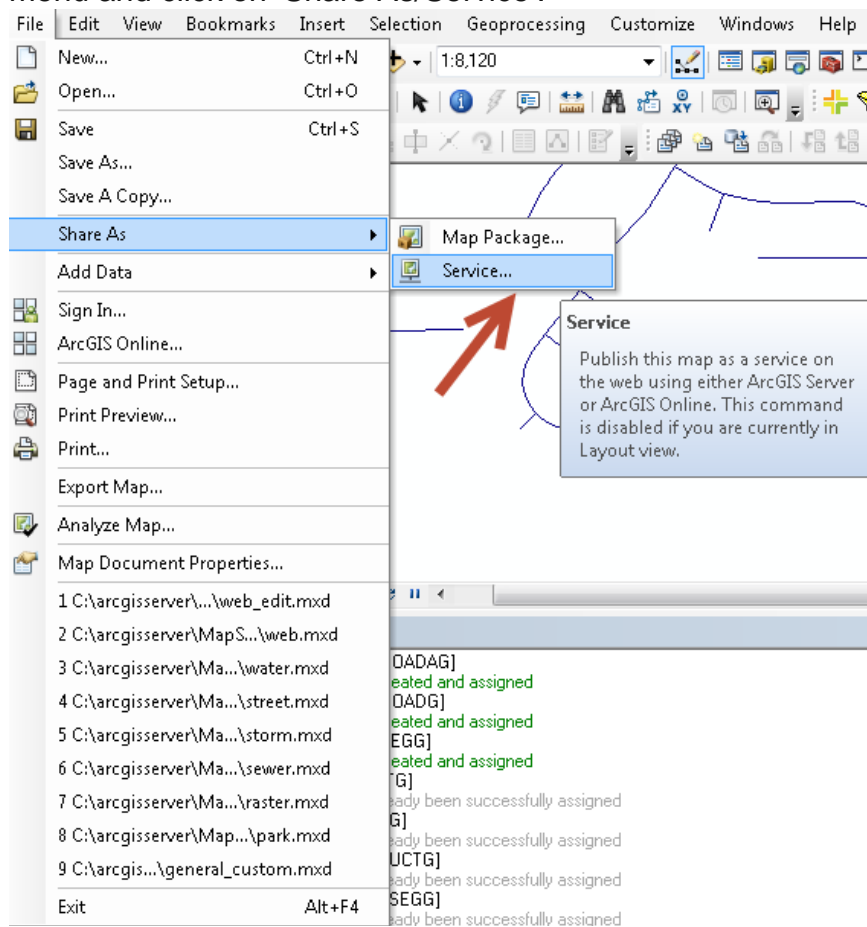 menu and click on "Share As/Service".
File Edit View Bookmarks Insert Selection Geoprocessing Customize Windows Help
New... Ctrl+N
1:8,120
Open... Ctrl+O
Save Ctrl+S
Save As...
Save A Copy...
Share As
Map Package...
Service...
Add Data
Sign In...
ArcGIS Online...
Page and Print Setup...
Print Preview...
Print...
Export Map...
Analyze Map...
Map Document Properties...
1 C:\arcgisserver\...\web_edit.mxd
2 C:\arcgisserver\MapS...\web.mxd
3 C:\arcgisserver\Ma...\water.mxd
4 C:\arcgisserver\Ma...\street.mxd
5 C:\arcgisserver\Ma...\storm.mxd
6 C:\arcgisserver\Ma...\sewer.mxd
7 C:\arcgisserver\Ma...\raster.mxd
8 C:\arcgisserver\Map...\park.mxd
9 C:\arcgis...\general_custom.mxd
Exit Alt+F4
Service
Publish this map as a service on
the web using either ArcGIS Server
or ArcGIS Online. This command
is disabled if you are currently in
Layout view.
OADAG]
eated and assigned
OADG]
eated and assigned
EGG]
eated and assigned
G]
eady been successfully assigned
G]
eady been successfully assigned
UCTG]
eady been successfully assigned
SEGG]
eady been successfully assigned